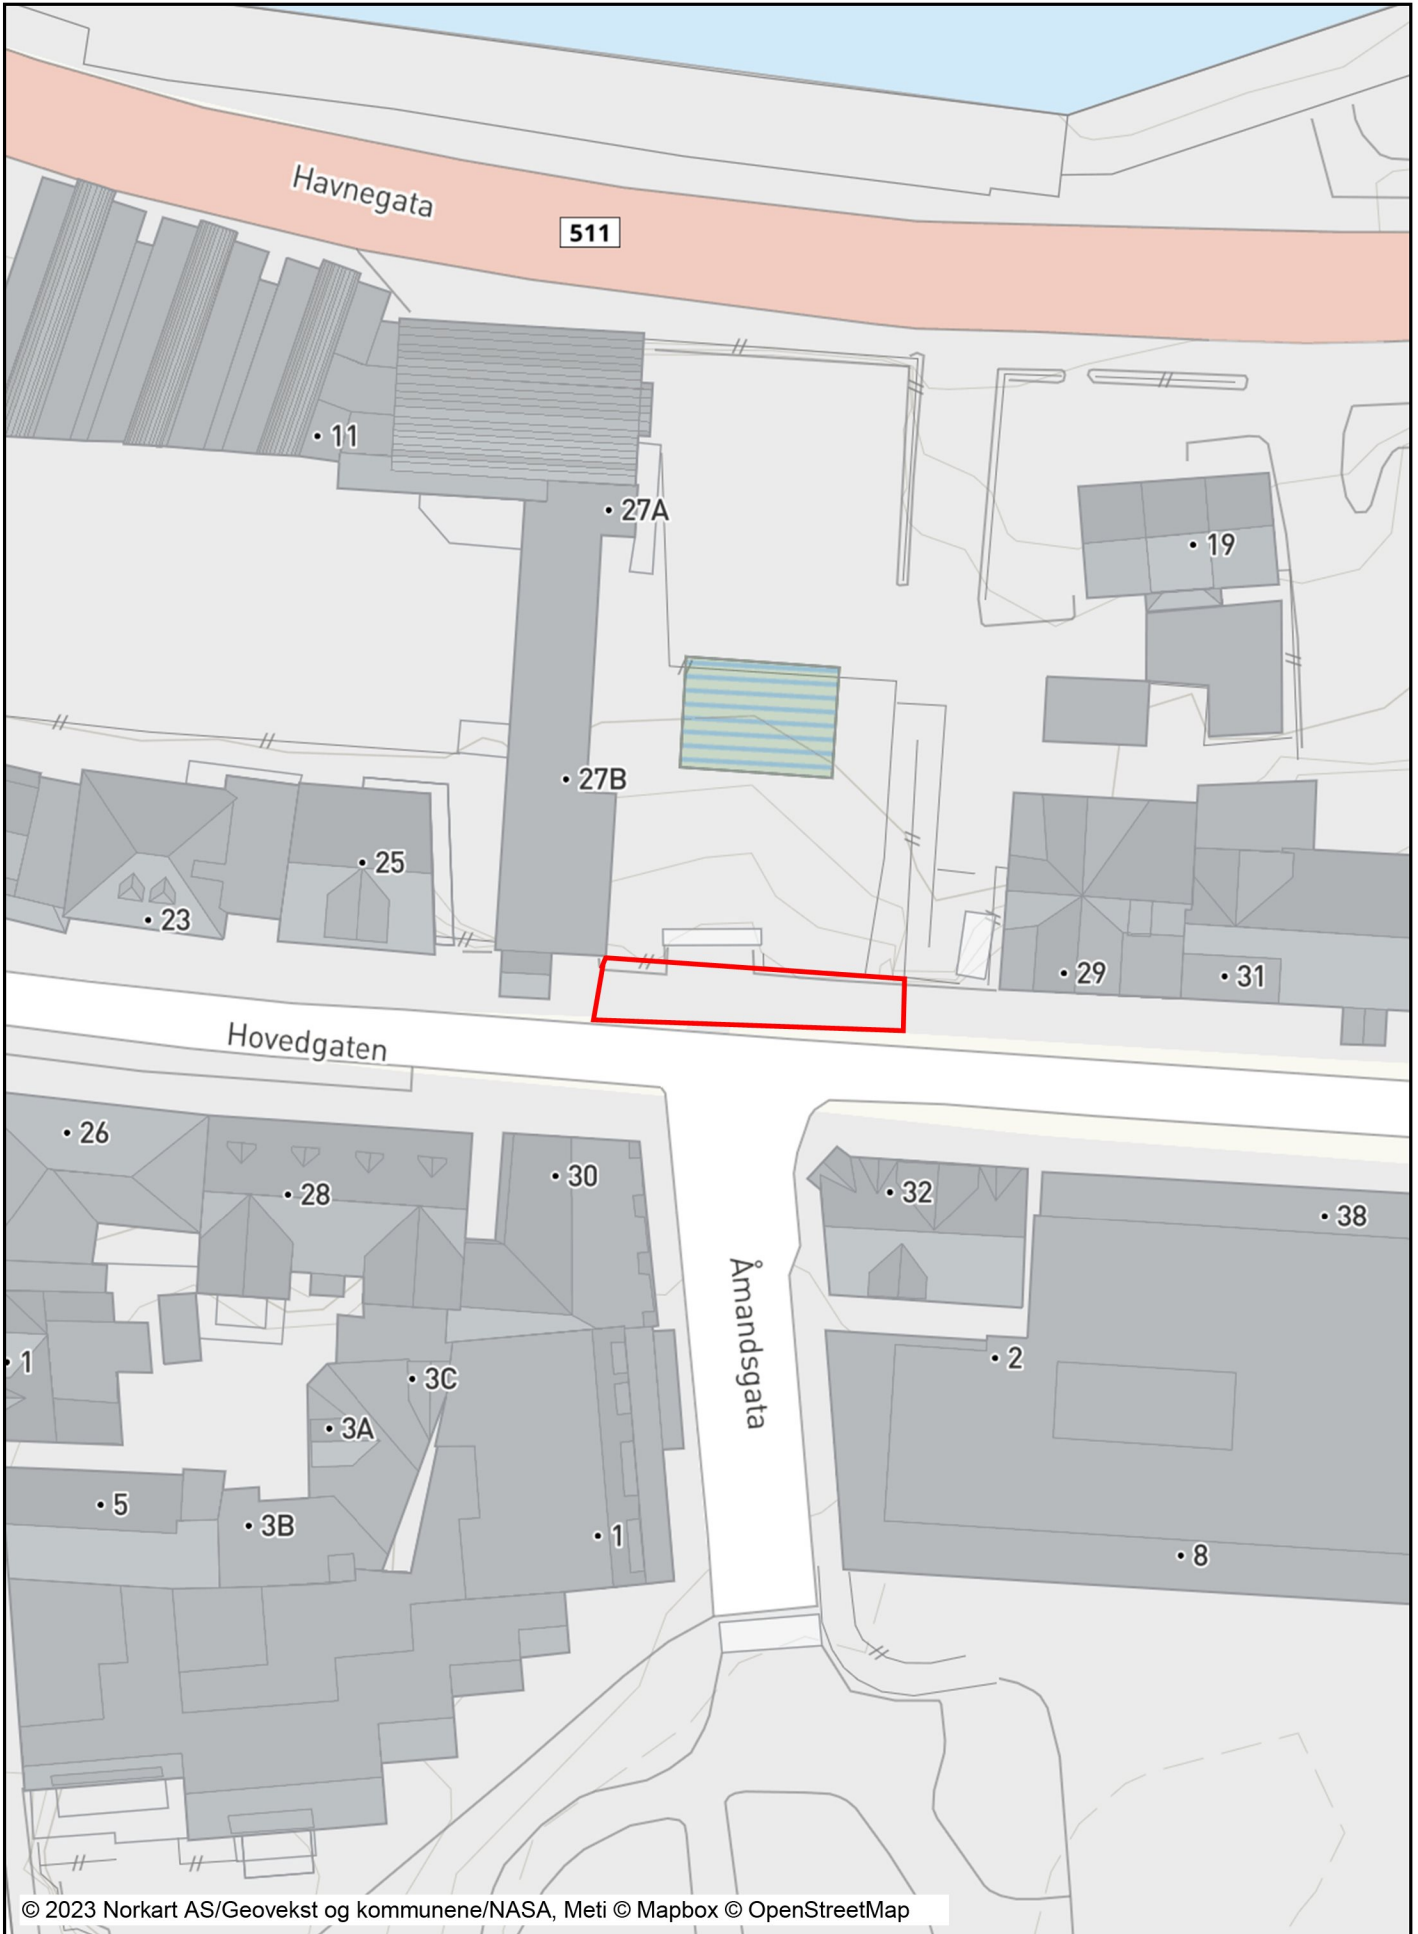 Havnegata
511
11
27A
19
27B
25
23
29
31
Hovedgaten
26
30
28
32
38
Åmandsgata
2
1
3C
3A
5
3B
1
8
© 2023 Norkart AS/Geovekst og kommunene/NASA, Meti © Mapbox © OpenStreetMap